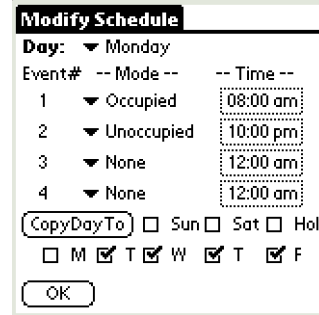 Modify Schedule
Day: Monday
Event# -- Mode -- -- Time --
1 Occupied 08:00 am
2 Unoccupied 10:00 pm
3 None 12:00 am
4 None 12:00 am
CopyDayTo Sun Sat Hol
M T W T F
OK